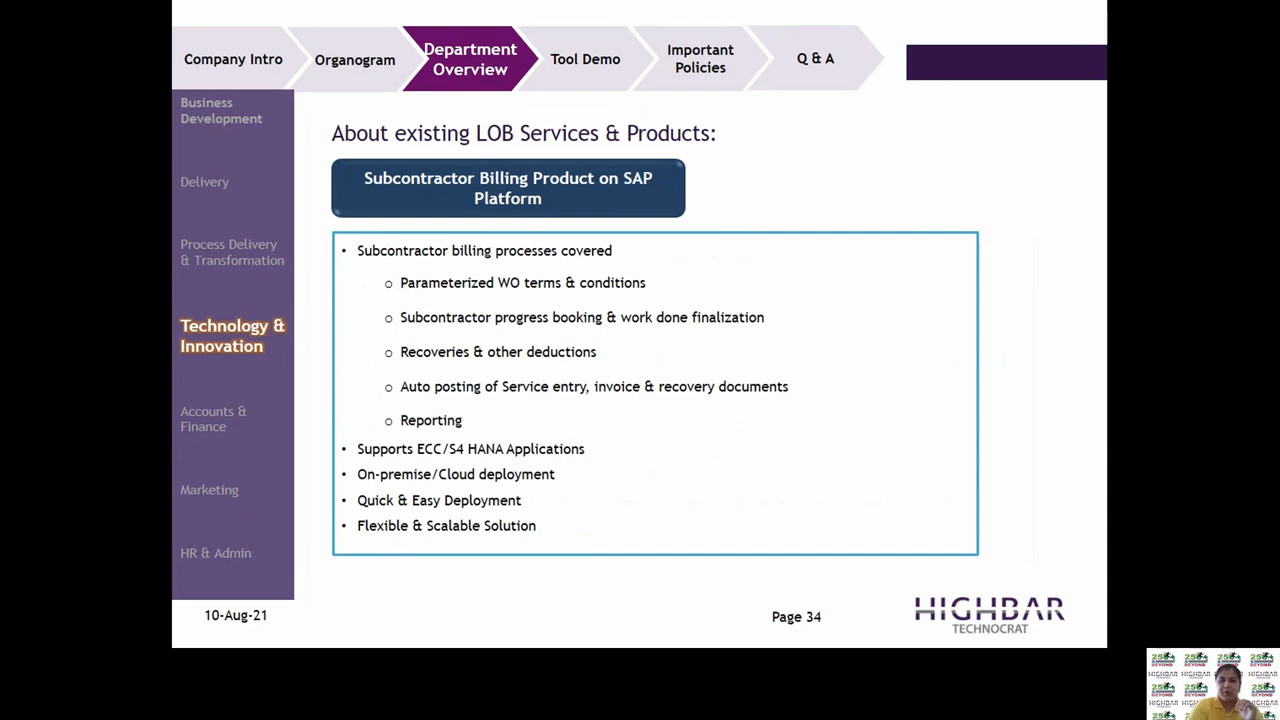 Company Intro
Organogram
Department
Overview
Tool Demo
Important
Policies
Q & A
Business
Development
Delivery
Process Delivery
& Transformation
Technology &
Innovation
Accounts &
Finance
Marketing
HR & Admin
About existing LOB Services & Products:
Subcontractor Billing Product on SAP
Platform
• Subcontractor billing processes covered
o Parameterized WO terms & conditions
o Subcontractor progress booking & work done finalization
o Recoveries & other deductions
o Auto posting of Service entry, invoice & recovery documents
o Reporting
• Supports ECC/S4 HANA Applications
• On-premise/Cloud deployment
• Quick & Easy Deployment
• Flexible & Scalable Solution
10-Aug-21
Page 34
HIGHBAR
TECHNOCRAT
250
BEYOND
HIGHBAR